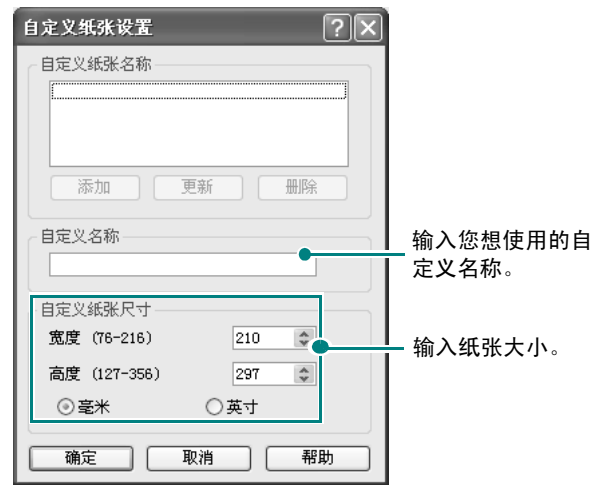 自定义纸张设置
自定义纸张名称
添加 更新 删除
自定义名称
输入您想使用的自
定义名称。
自定义纸张尺寸
宽度 (76-216) 210
输入纸张大小。
高度 (127-356) 297
毫米 英寸
确定 取消 帮助